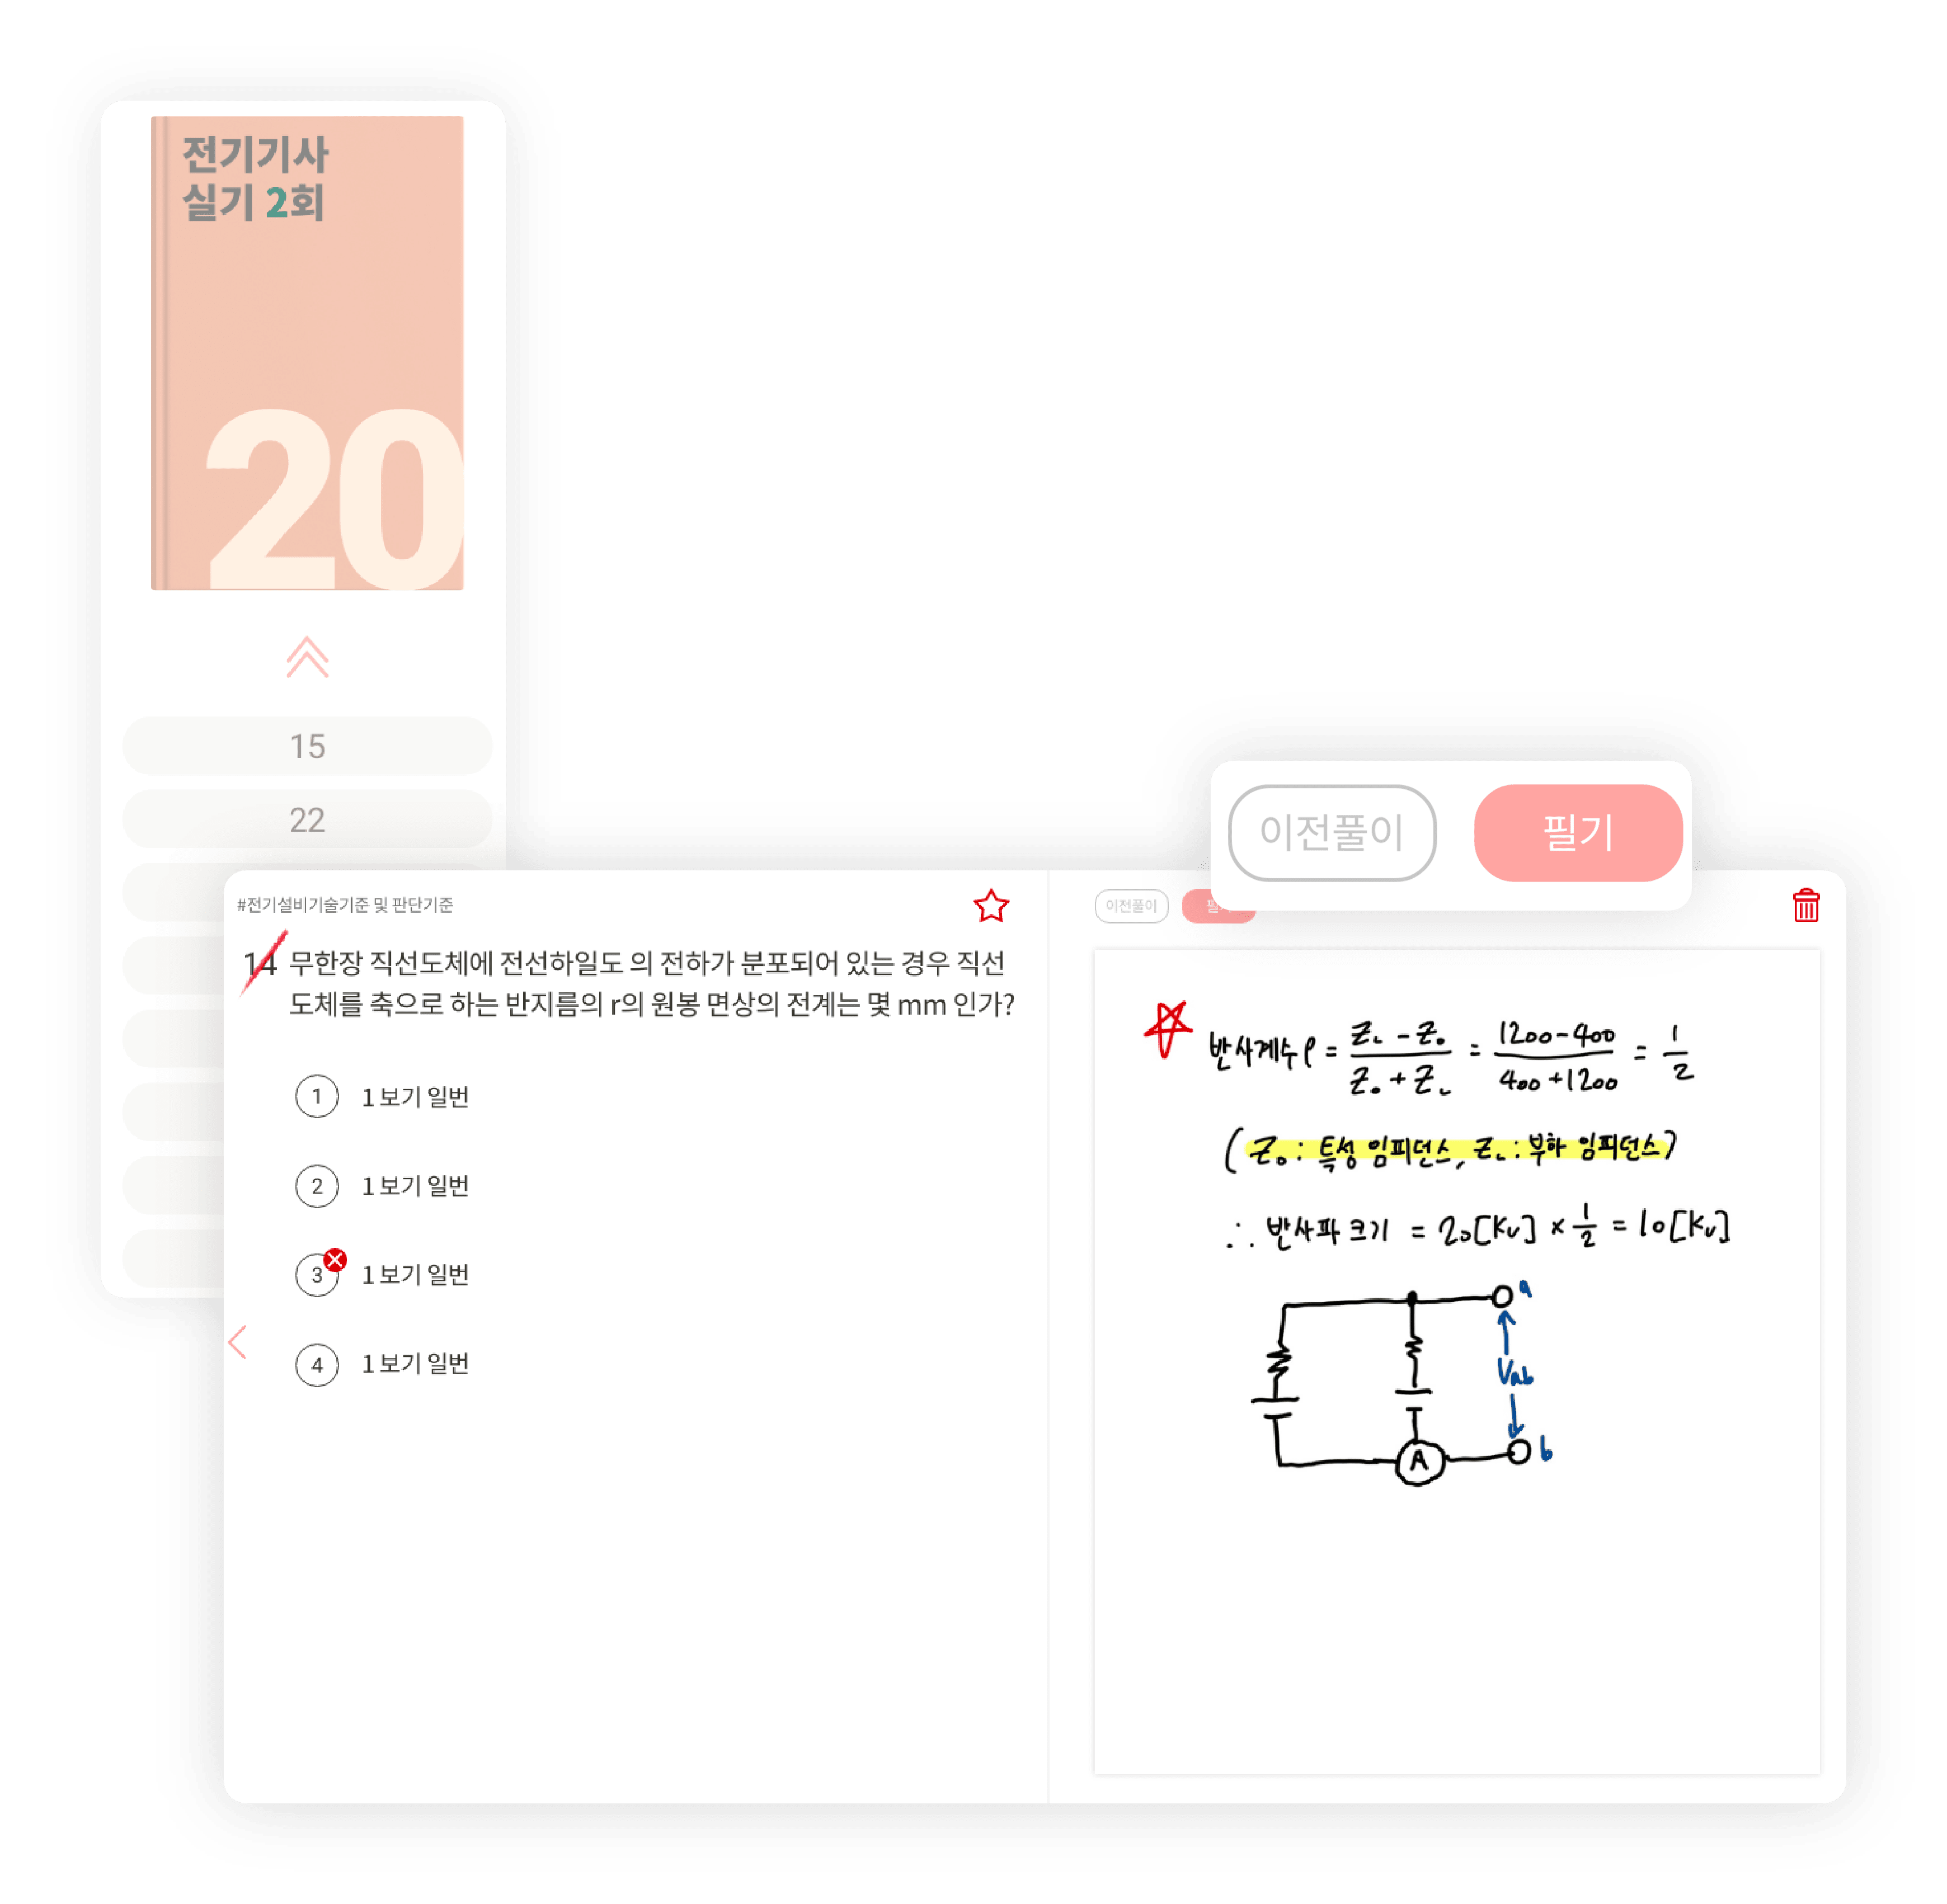 전기기사
실기 2회
20
15
22
이전풀이 필기
#전기설비기술기준 및 판단기준
이전풀이
14 무한장 직선도체에 전선하일도 의 전하가 분포되어 있는 경우 직선
도체를 축으로 하는 반지름의 r의 원봉 면상의 전계는 몇 mm 인가?
1 1 보기 일번
2 1 보기 일번
3 1 보기 일번
4 1 보기 일번
반사계수 ρ = (Z_L - Z_0)/(Z_0 + Z_L) = (1200-400)/(400+1200) = 1/2
(Z_0 : 특성 임피던스, Z_L : 부하 임피던스)
∴ 반사파 크기 = 20[KV] × 1/2 = 10[KV]
a
Vab
A
b